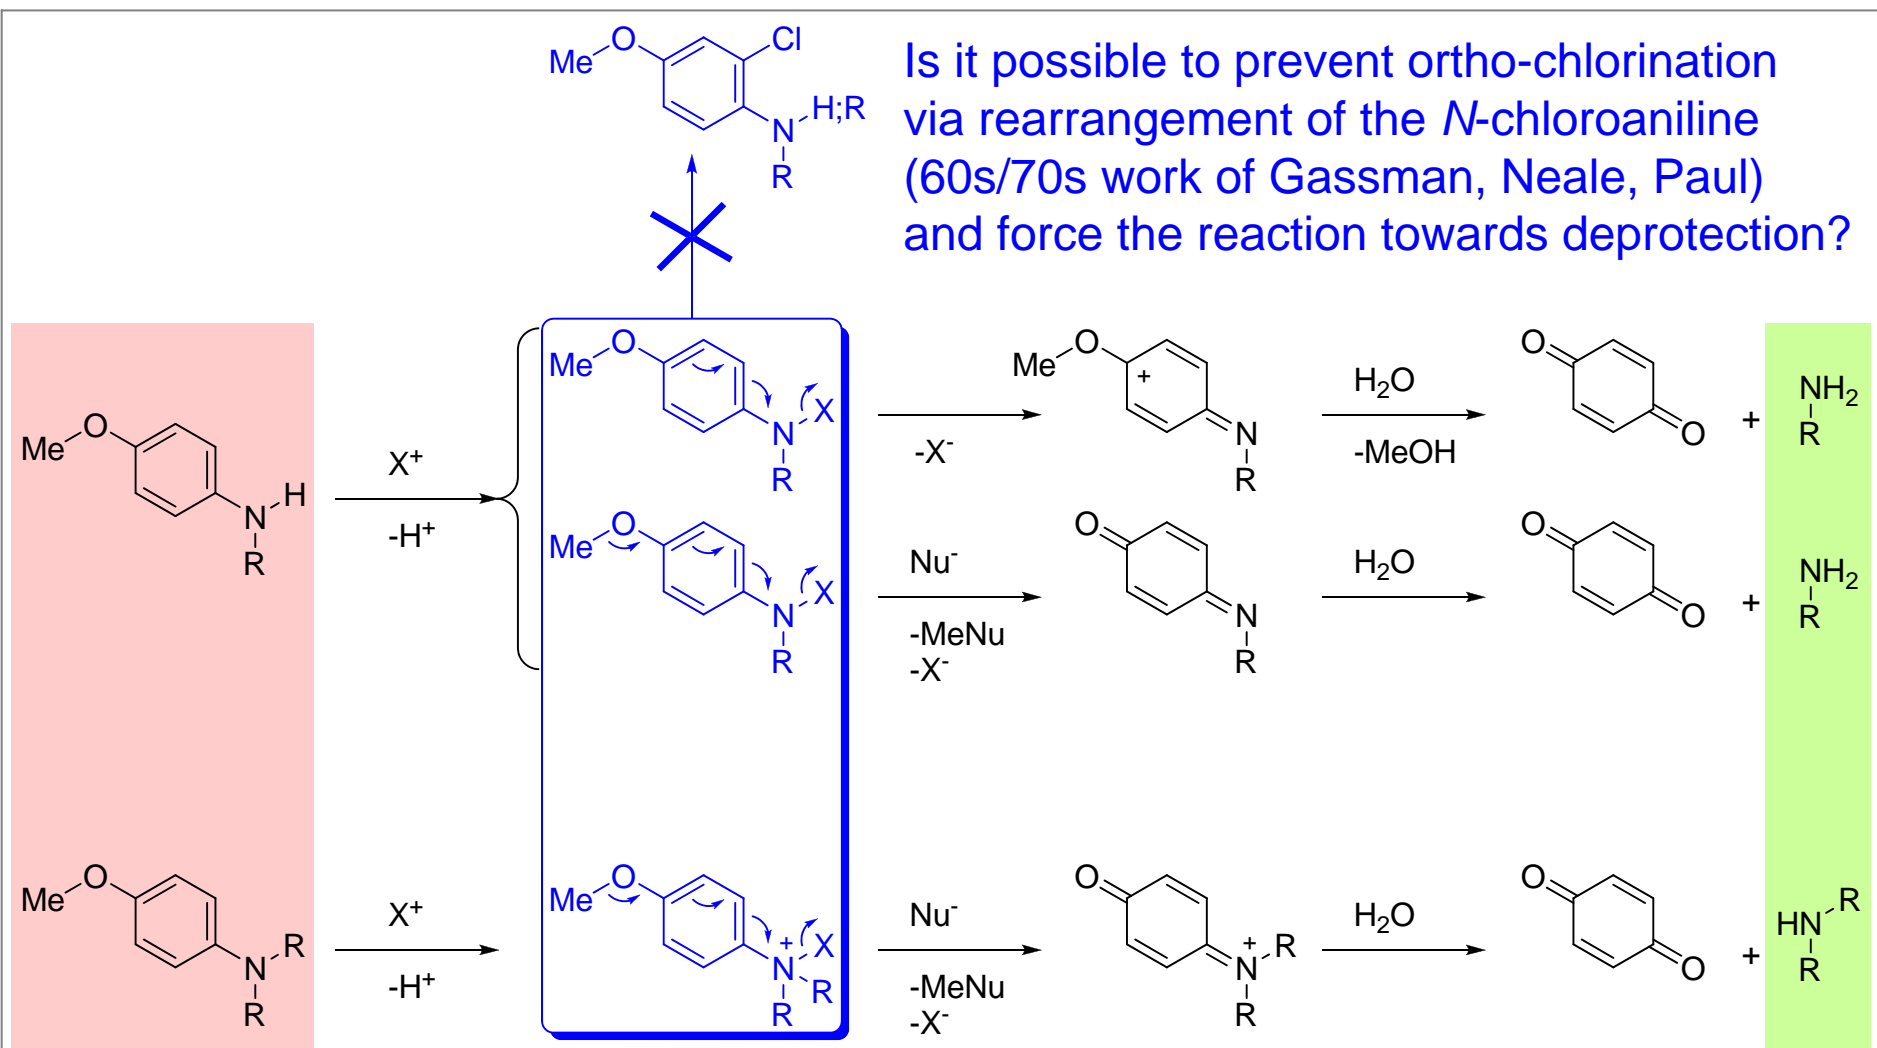 Is it possible to prevent ortho-chlorination
via rearrangement of the N-chloroaniline
(60s/70s work of Gassman, Neale, Paul)
and force the reaction towards deprotection?
Me O Cl
N H;R
R
Me O
N H
R
X⁺
-H⁺
Me O
N X
R
-X⁻
Me O
+
N
R
H₂O
-MeOH
O
O
+
NH₂
R
Me O
N X
R
Nu⁻
-MeNu
-X⁻
O
N
R
H₂O
O
O
+
NH₂
R
Me O
N R
R
X⁺
-H⁺
Me O
+
N X
R
R
Nu⁻
-MeNu
-X⁻
O
+
N R
R
H₂O
O
O
+
HN R
R